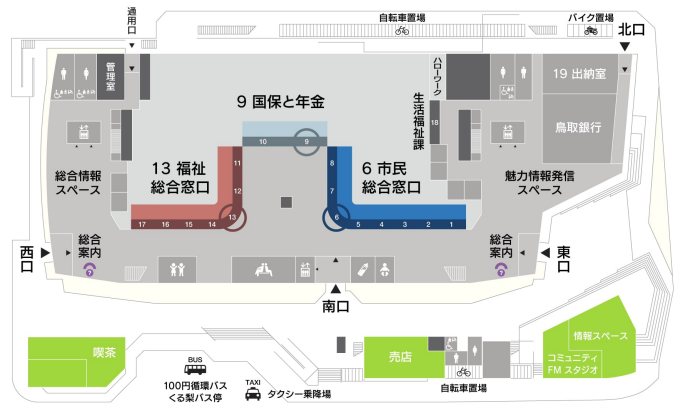 通用口
自転車置場
バイク置場
北口
管理室
ハローワーク
19 出納室
9 国保と年金
生活福祉課
18
鳥取銀行
10
9
13 福祉
総合窓口
11
12
6 市民
総合窓口
8
7
総合情報
スペース
魅力情報発信
スペース
17
16
15
14
13
6
5
4
3
2
1
西口
総合
案内
?
総合
案内
?
東口
南口
喫茶
売店
情報スペース
コミュニティ
FM スタジオ
BUS
100円循環バス
くる梨バス停
TAXI
タクシー乗降場
自転車置場